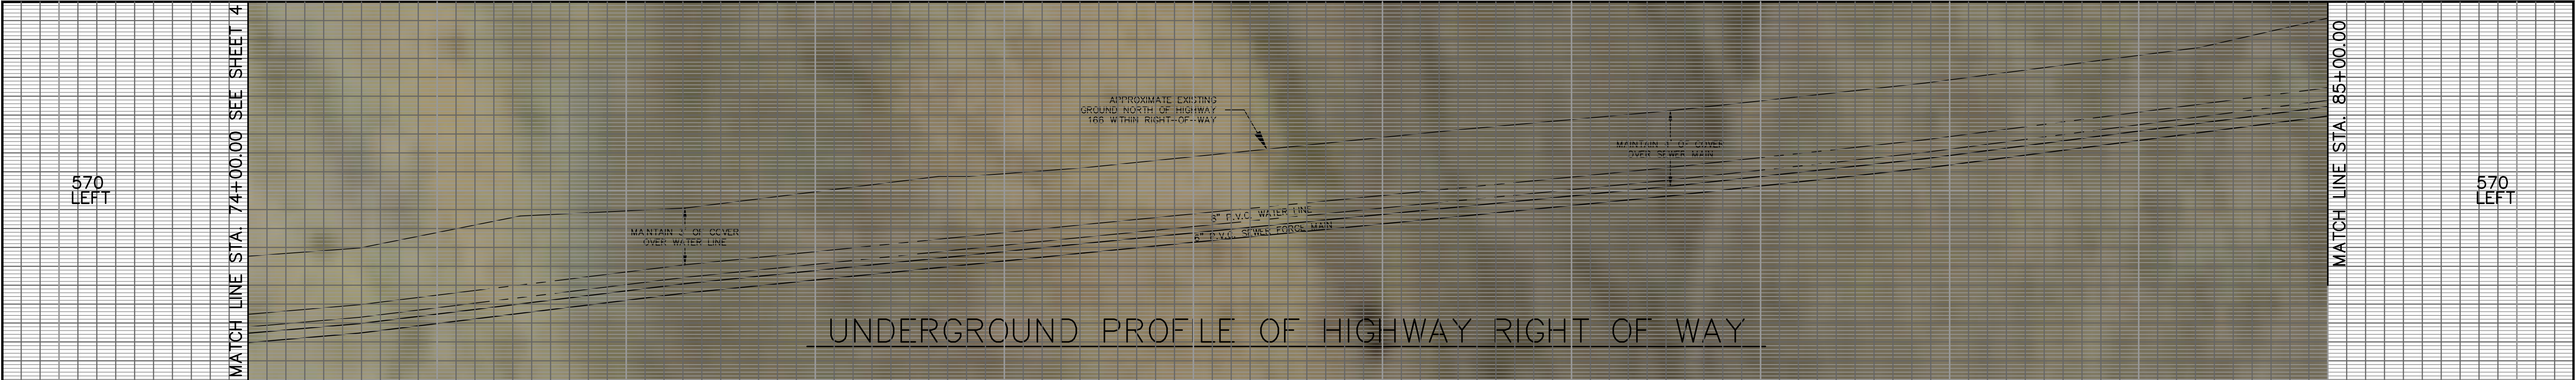 570
LEFT
MATCH LINE STA. 74+00.00 SEE SHEET 4
APPROXIMATE EXISTING
GROUND NORTH OF HIGHWAY
166 WITHIN RIGHT-OF-WAY
MAINTAIN 3' OF COVER
OVER WATER LINE
8" P.V.C. WATER LINE
6" P.V.C. SEWER FORCE MAIN
MAINTAIN OF COVER
OVER SEWER MAIN
UNDERGROUND PROFILE OF HIGHWAY RIGHT OF WAY
MATCH LINE STA. 85+00.00
570
LEFT